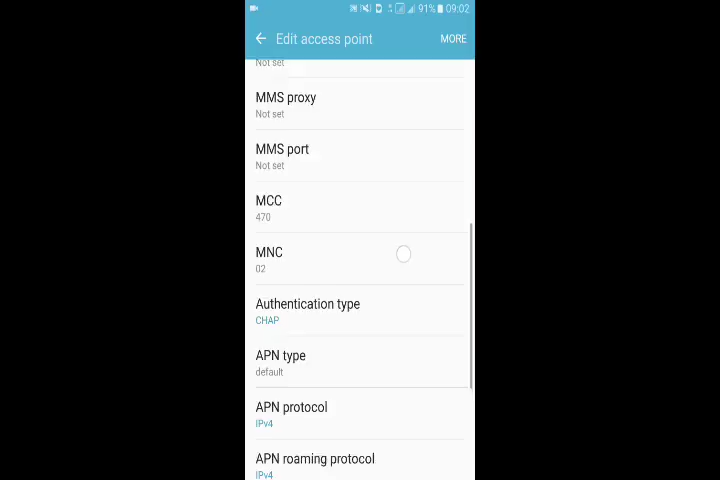 91% 09:02
Edit access point
MORE
Not set
MMS proxy
Not set
MMS port
Not set
MCC
470
MNC
02
Authentication type
CHAP
APN type
default
APN protocol
IPv4
APN roaming protocol
IPv4